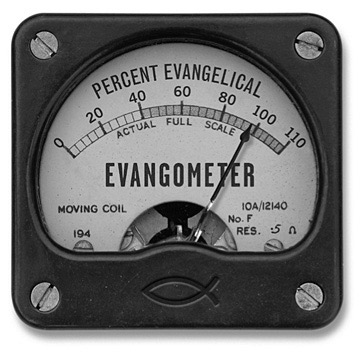 PERCENT EVANGELICAL
0 20 40 60 80 100 110
ACTUAL FULL SCALE
EVANGOMETER
MOVING COIL
10A/12140
No. F
194
RES. .5 Ω